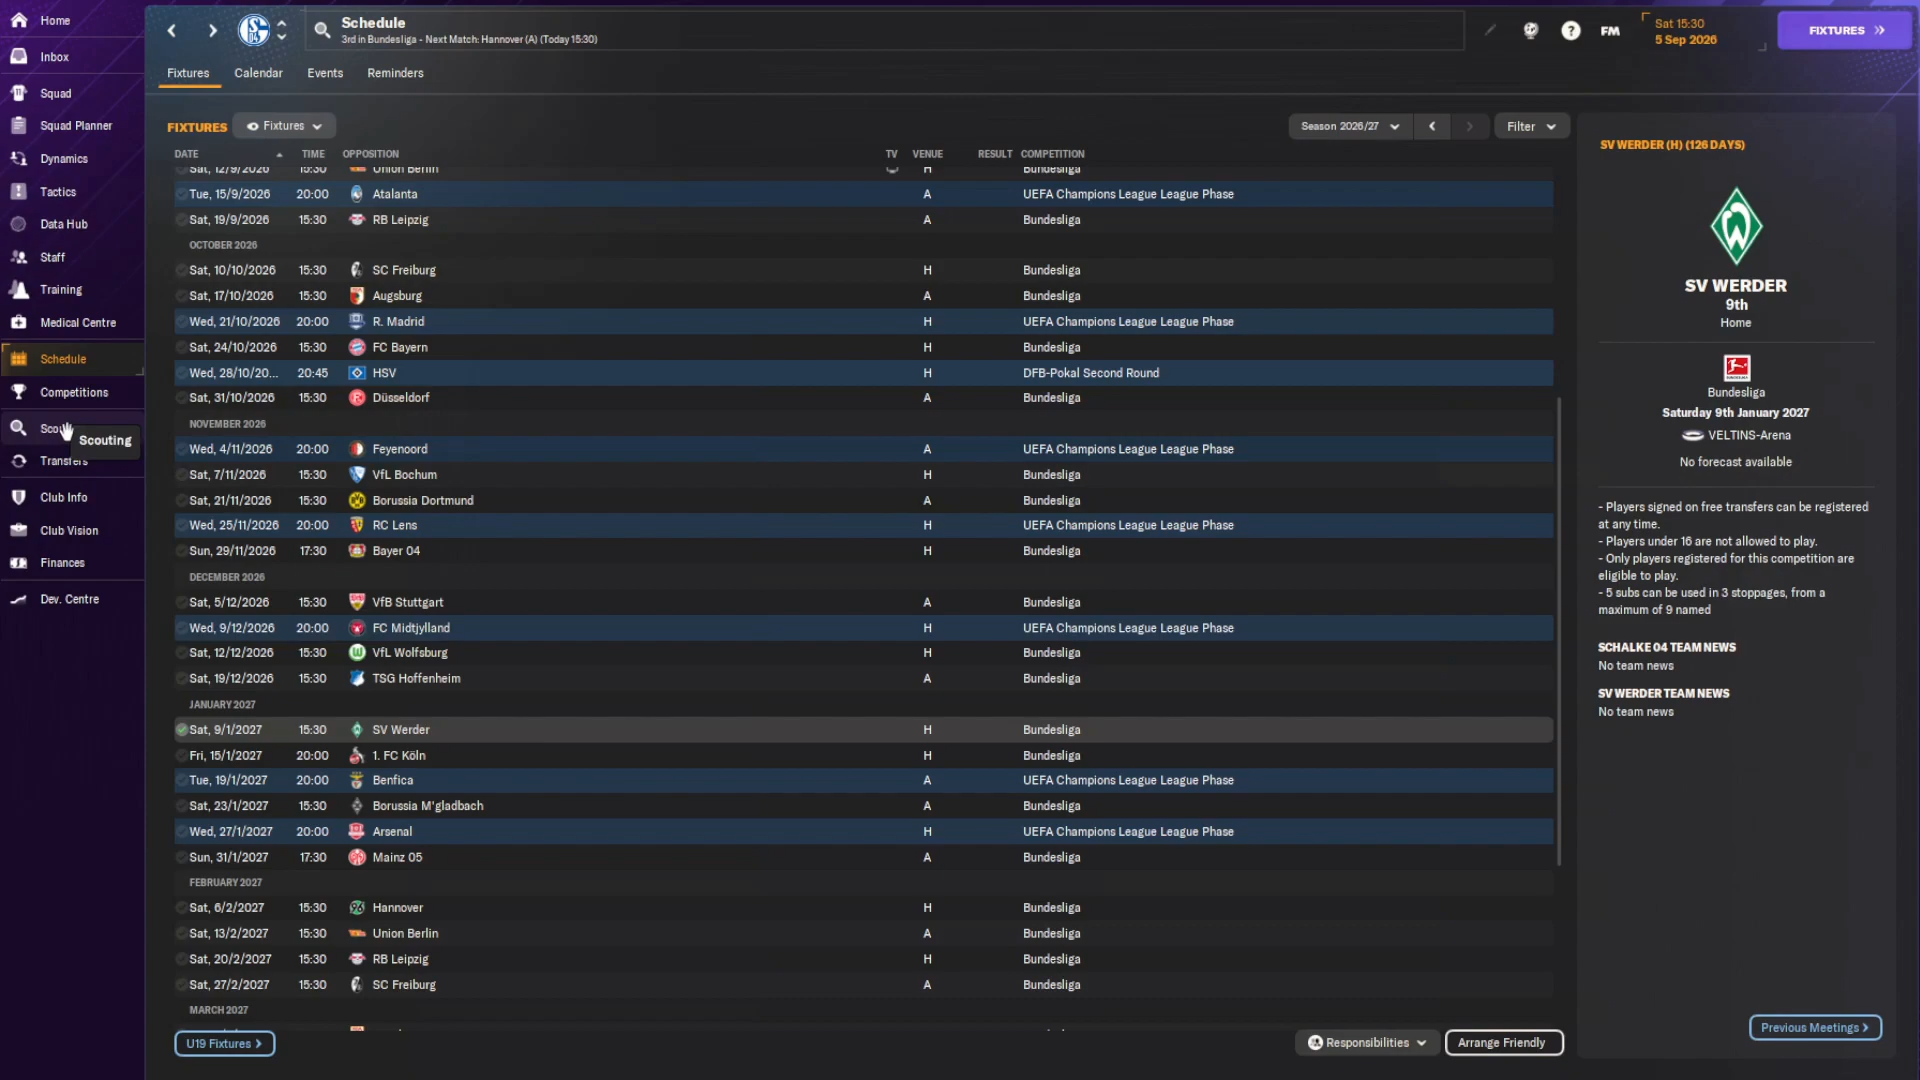 Home
Inbox
Squad
Squad Planner
Dynamics
Tactics
Data Hub
Staff
Training
Medical Centre
Schedule
Competitions
Scouting
Transfers
Club Info
Club Vision
Finances
Dev. Centre
Schedule
3rd in Bundesliga - Next Match: Hannover (A) (Today 15:30)
FM
Sat 15:30
5 Sep 2026
FIXTURES
Fixtures Calendar Events Reminders
FIXTURES Fixtures Season 2026/27 Filter
DATE TIME OPPOSITION TV VENUE RESULT COMPETITION
Sat, 12/9/2026 15:30 Union Berlin H Bundesliga
Tue, 15/9/2026 20:00 Atalanta A UEFA Champions League League Phase
Sat, 19/9/2026 15:30 RB Leipzig A Bundesliga
OCTOBER 2026
Sat, 10/10/2026 15:30 SC Freiburg H Bundesliga
Sat, 17/10/2026 15:30 Augsburg A Bundesliga
Wed, 21/10/2026 20:00 R. Madrid H UEFA Champions League League Phase
Sat, 24/10/2026 15:30 FC Bayern H Bundesliga
Wed, 28/10/20... 20:45 HSV H DFB-Pokal Second Round
Sat, 31/10/2026 15:30 Düsseldorf A Bundesliga
NOVEMBER 2026
Wed, 4/11/2026 20:00 Feyenoord A UEFA Champions League League Phase
Sat, 7/11/2026 15:30 VfL Bochum H Bundesliga
Sat, 21/11/2026 15:30 Borussia Dortmund A Bundesliga
Wed, 25/11/2026 20:00 RC Lens H UEFA Champions League League Phase
Sun, 29/11/2026 17:30 Bayer 04 H Bundesliga
DECEMBER 2026
Sat, 5/12/2026 15:30 VfB Stuttgart A Bundesliga
Wed, 9/12/2026 20:00 FC Midtjylland H UEFA Champions League League Phase
Sat, 12/12/2026 15:30 VfL Wolfsburg H Bundesliga
Sat, 19/12/2026 15:30 TSG Hoffenheim A Bundesliga
JANUARY 2027
Sat, 9/1/2027 15:30 SV Werder H Bundesliga
Fri, 15/1/2027 20:00 1. FC Köln H Bundesliga
Tue, 19/1/2027 20:00 Benfica A UEFA Champions League League Phase
Sat, 23/1/2027 15:30 Borussia M'gladbach A Bundesliga
Wed, 27/1/2027 20:00 Arsenal H UEFA Champions League League Phase
Sun, 31/1/2027 17:30 Mainz 05 A Bundesliga
FEBRUARY 2027
Sat, 6/2/2027 15:30 Hannover H Bundesliga
Sat, 13/2/2027 15:30 Union Berlin A Bundesliga
Sat, 20/2/2027 15:30 RB Leipzig H Bundesliga
Sat, 27/2/2027 15:30 SC Freiburg A Bundesliga
MARCH 2027
U19 Fixtures Responsibilities Arrange Friendly
SV WERDER (H) (126 DAYS)
SV WERDER
9th
Home
Bundesliga
Saturday 9th January 2027
VELTINS-Arena
No forecast available
- Players signed on free transfers can be registered
at any time.
- Players under 16 are not allowed to play.
- Only players registered for this competition are
eligible to play.
- 5 subs can be used in 3 stoppages, from a
maximum of 9 named
SCHALKE 04 TEAM NEWS
No team news
SV WERDER TEAM NEWS
No team news
Previous Meetings